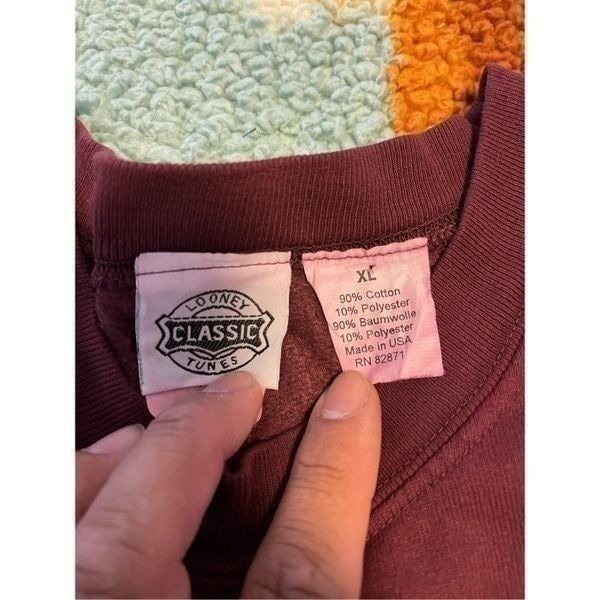 LOONEY
CLASSIC
TUNES
XL
90% Cotton
10% Polyester
90% Baumwolle
10% Polyester
Made in USA
RN 82871